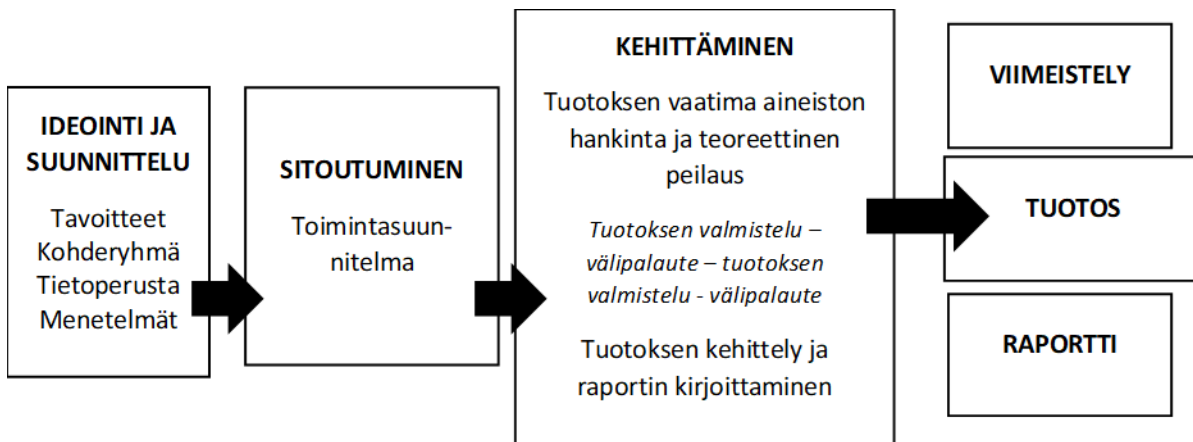 IDEOINTI JA
SUUNNITTELU
Tavoitteet
Kohderyhmä
Tietoperusta
Menetelmät
SITOUTUMINEN
Toimintasuun-
nitelma
KEHITTÄMINEN
Tuotoksen vaatima aineiston
hankinta ja teoreettinen
peilaus
Tuotoksen valmistelu –
välipalaute – tuotoksen
valmistelu - välipalaute
Tuotoksen kehittely ja
raportin kirjoittaminen
VIIMEISTELY
TUOTOS
RAPORTTI